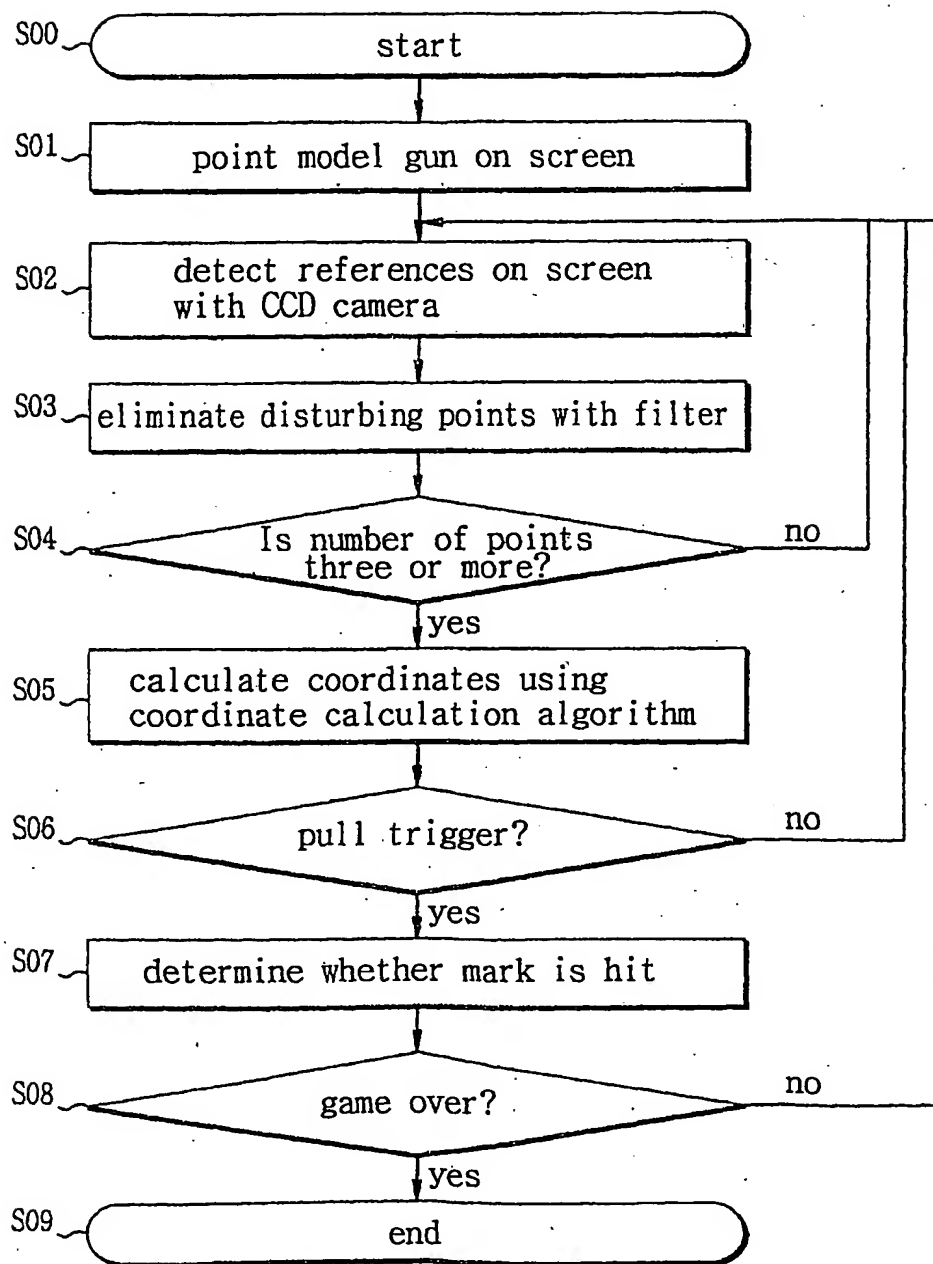 S00
start
S01
point model gun on screen
S02
detect references on screen
with CCD camera
S03
eliminate disturbing points with filter
S04
Is number of points
three or more?
no
yes
S05
calculate coordinates using
coordinate calculation algorithm
S06
pull trigger?
no
yes
S07
determine whether mark is hit
S08
game over?
no
yes
S09
end